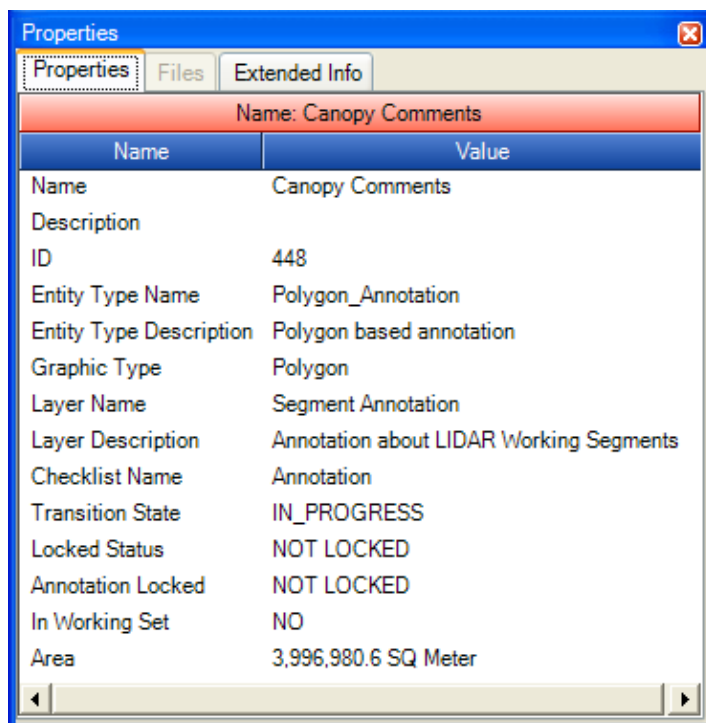 Properties
Properties Files Extended Info
Name: Canopy Comments
Name Value
Name Canopy Comments
Description
ID 448
Entity Type Name Polygon_Annotation
Entity Type Description Polygon based annotation
Graphic Type Polygon
Layer Name Segment Annotation
Layer Description Annotation about LIDAR Working Segments
Checklist Name Annotation
Transition State IN_PROGRESS
Locked Status NOT LOCKED
Annotation Locked NOT LOCKED
In Working Set NO
Area 3,996,980.6 SQ Meter